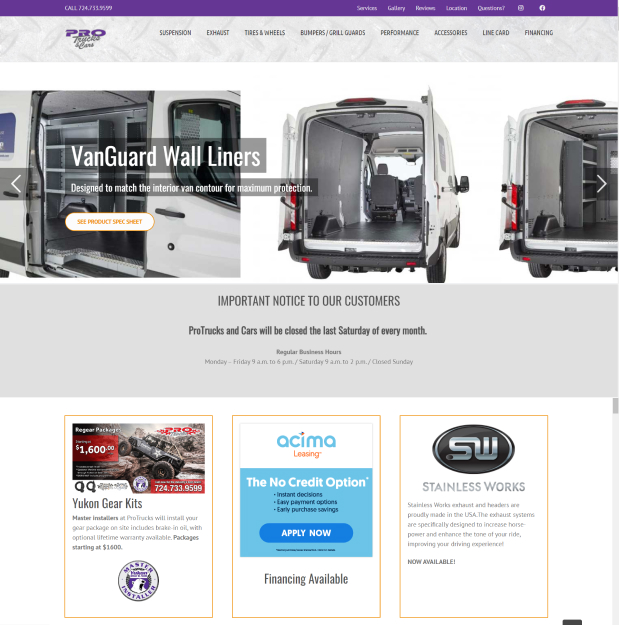 CALL 724.733.9599
Services Gallery Reviews Location Questions?
PRO
Trucks
& Cars
SUSPENSION EXHAUST TIRES & WHEELS BUMPERS / GRILL GUARDS PERFORMANCE ACCESSORIES LINE CARD FINANCING
VanGuard Wall Liners
Designed to match the interior van contour for maximum protection.
SEE PRODUCT SPEC SHEET
IMPORTANT NOTICE TO OUR CUSTOMERS
ProTrucks and Cars will be closed the last Saturday of every month.
Regular Business Hours
Monday – Friday 9 a.m. to 6 p.m. / Saturday 9 a.m. to 2 p.m. / Closed Sunday
Regear Packages
$1,600.00
PRO
724.733.9599
Yukon Gear Kits
Master installers at ProTrucks will install your
gear package on site includes brake-in oil, with
optional lifetime warranty available. Packages
starting at $1600.
MASTER
Yukon
INSTALLER
acima
Leasing™
The No Credit Option*
• Instant decisions
• Easy payment options
• Early purchase savings
APPLY NOW
Financing Available
SW
STAINLESS WORKS
Stainless Works exhaust and headers are
proudly made in the USA.The exhaust systems
are specifically designed to increase horse-
power and enhance the tone of your ride,
improving your driving experience!
NOW AVAILABLE!